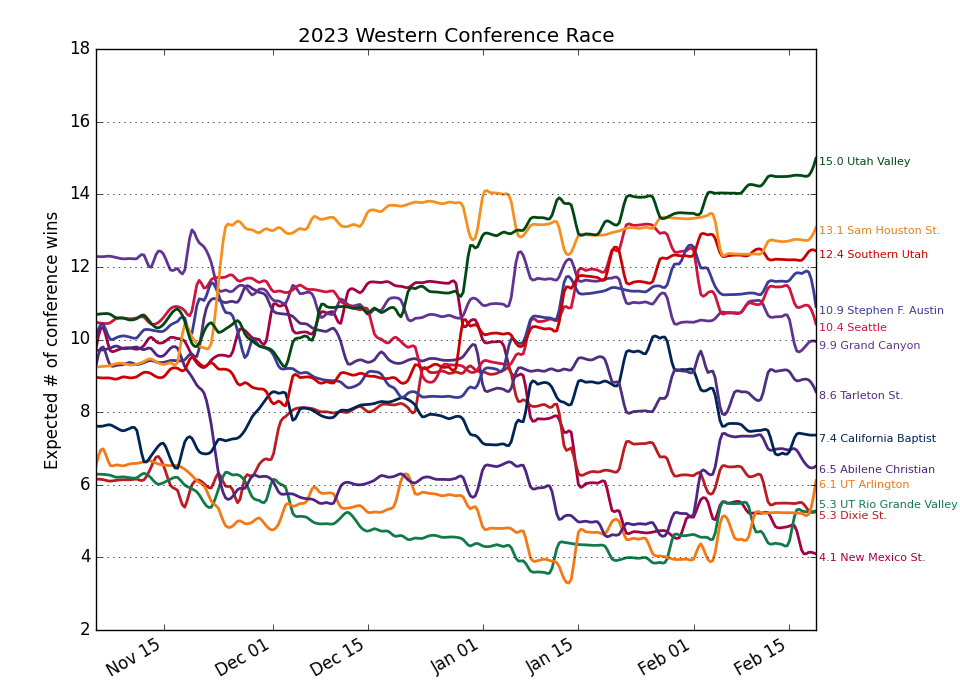 2023 Western Conference Race
Expected # of conference wins
18
16
14
12
10
8
6
4
2
Nov 15
Dec 01
Dec 15
Jan 01
Jan 15
Feb 01
Feb 15
15.0 Utah Valley
13.1 Sam Houston St.
12.4 Southern Utah
10.9 Stephen F. Austin
10.4 Seattle
9.9 Grand Canyon
8.6 Tarleton St.
7.4 California Baptist
6.5 Abilene Christian
6.1 UT Arlington
5.3 UT Rio Grande Valley
5.3 Dixie St.
4.1 New Mexico St.